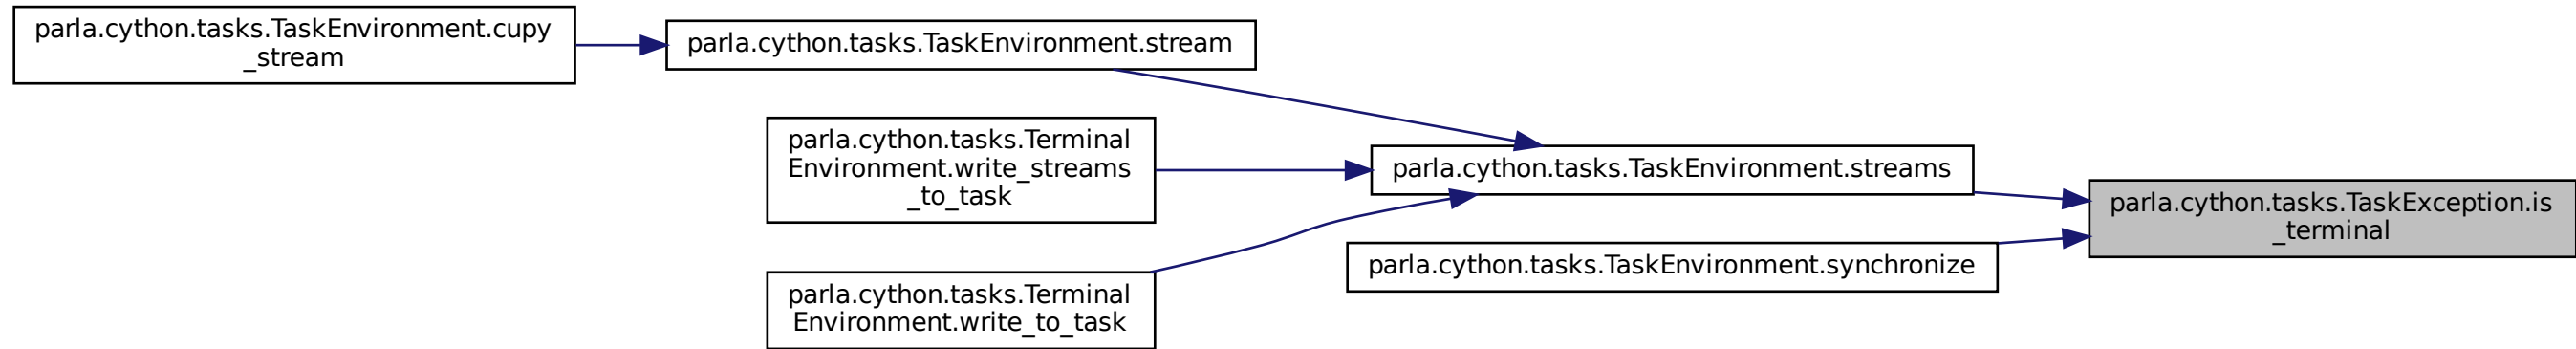 parla.cython.tasks.TaskEnvironment.cupy
_stream
parla.cython.tasks.TaskEnvironment.stream
parla.cython.tasks.Terminal
Environment.write_streams
_to_task
parla.cython.tasks.Terminal
Environment.write_to_task
parla.cython.tasks.TaskEnvironment.streams
parla.cython.tasks.TaskEnvironment.synchronize
parla.cython.tasks.TaskException.is
_terminal